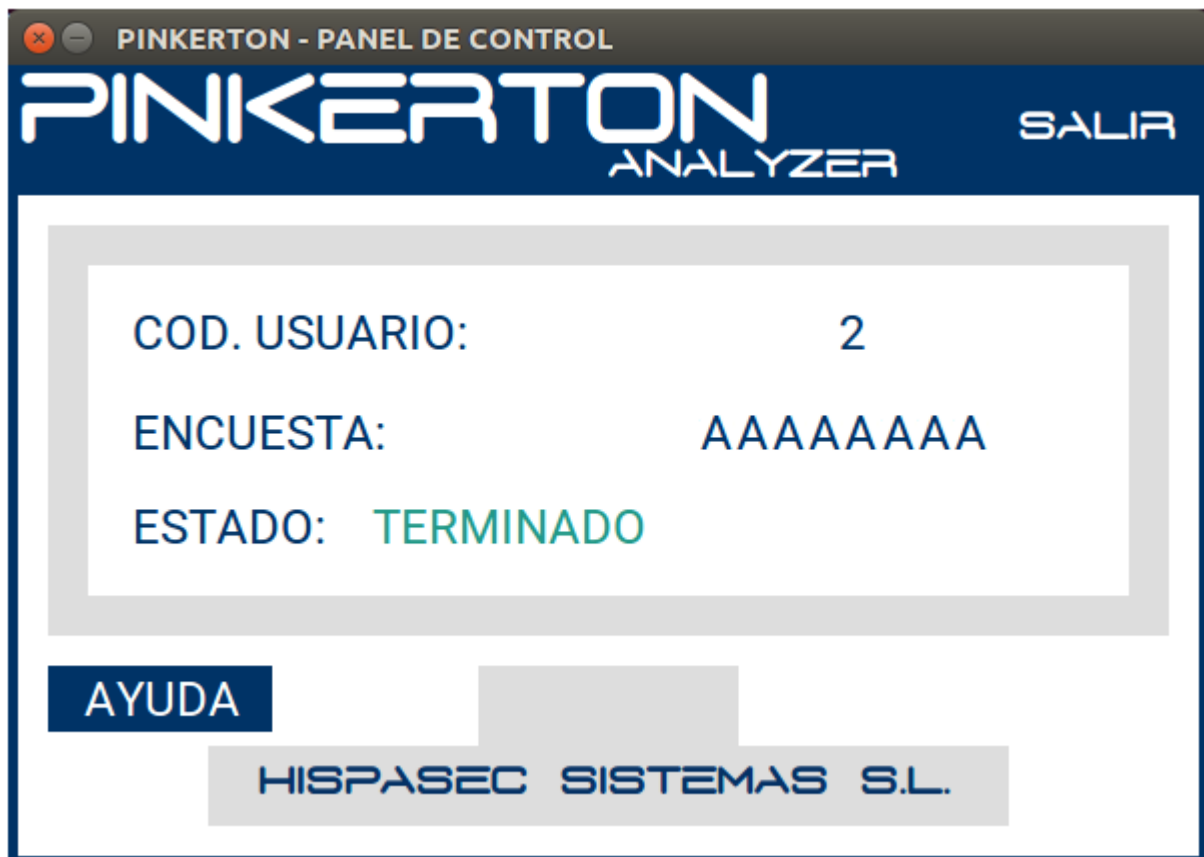 PINKERTON - PANEL DE CONTROL
PINKERTON
ANALYZER
SALIR
COD. USUARIO: 2
ENCUESTA: AAAAAAAA
ESTADO: TERMINADO
AYUDA
HISPASEC SISTEMAS S.L.